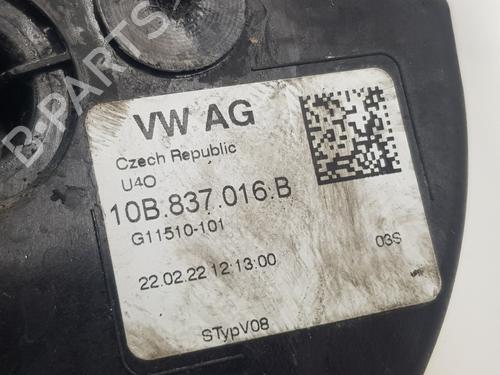 VW AG
Czech Republic
U4O
10B.837.016.B
G11510-101
22.02.22 12:13:00
03S
STypV08
B-PARTS